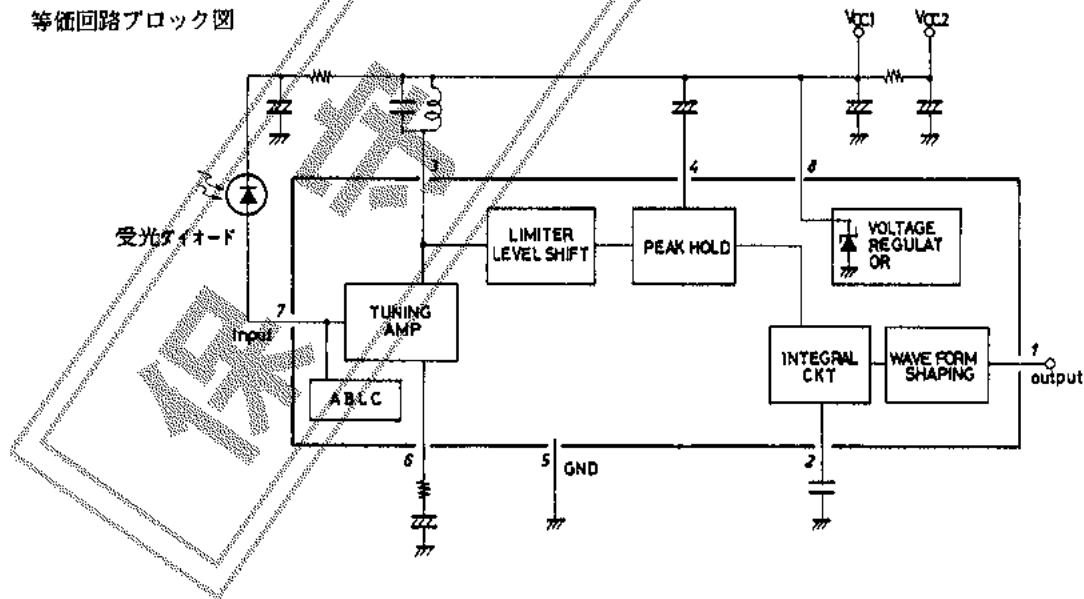 等価回路ブロック図
VCC1
VCC2
3
4
8
受光ダイオード
LIMITER
LEVEL SHIFT
PEAK HOLD
VOLTAGE
REGULAT
OR
7
Input
TUNING
AMP
ABLC
INTEGRAL
CKT
WAVE FORM
SHAPING
1
output
6
5
GND
2